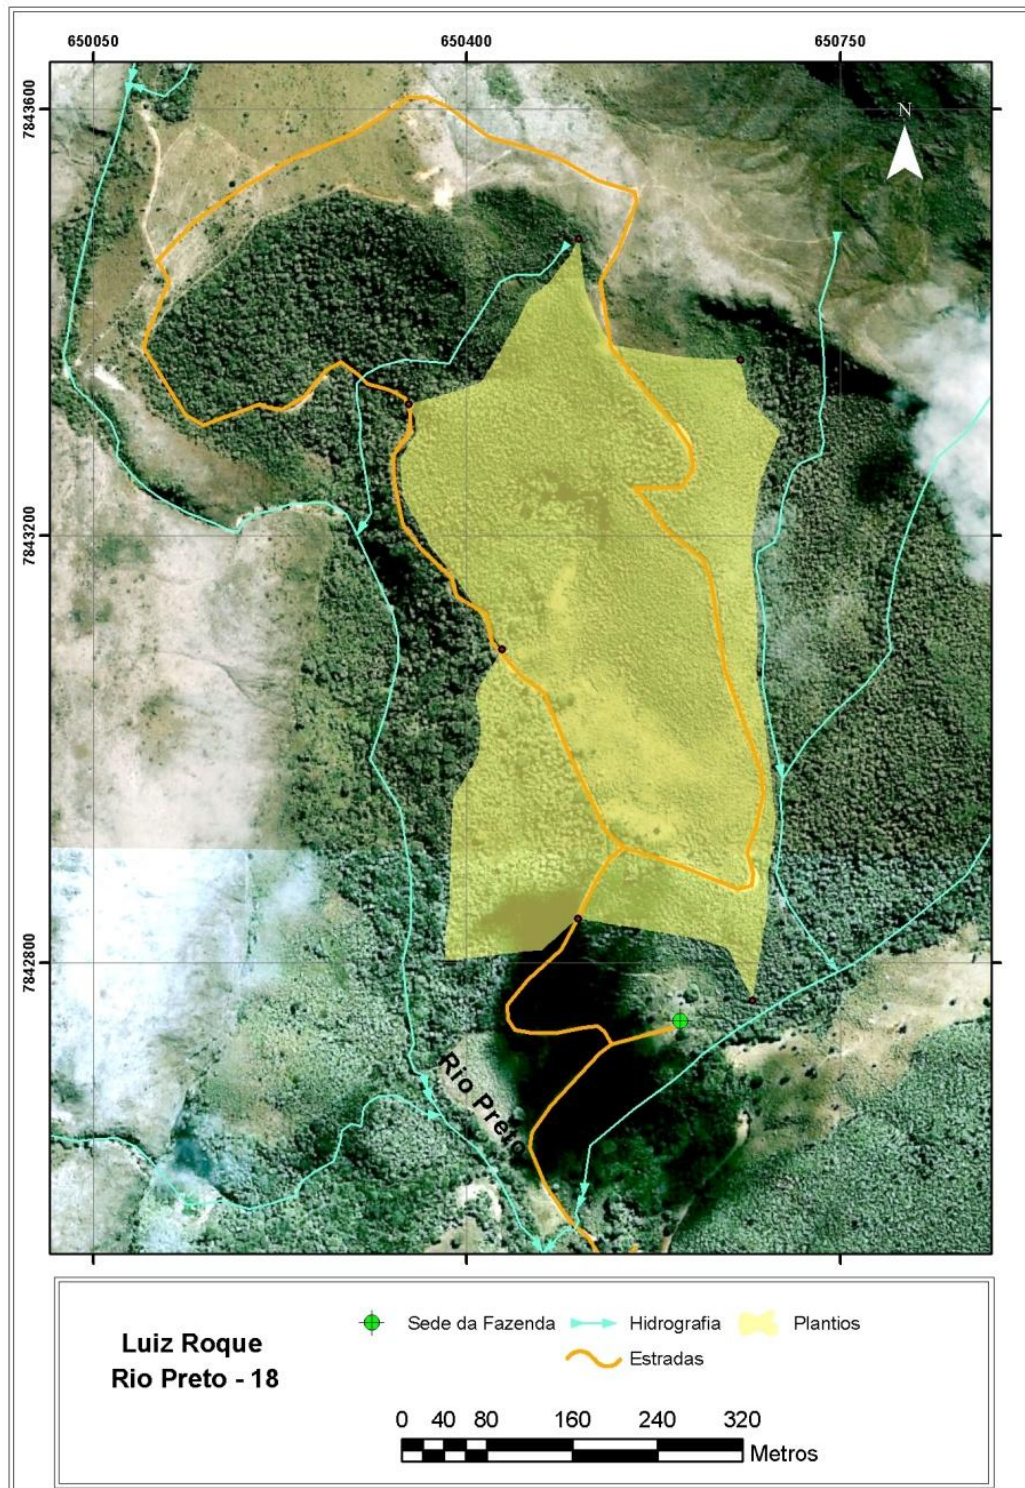 650050 650400 650750
7843600
N
7843200
7842800
Rio Preto
Luiz Roque
Rio Preto - 18
Sede da Fazenda Hidrografia Plantios
Estradas
0 40 80 160 240 320
Metros